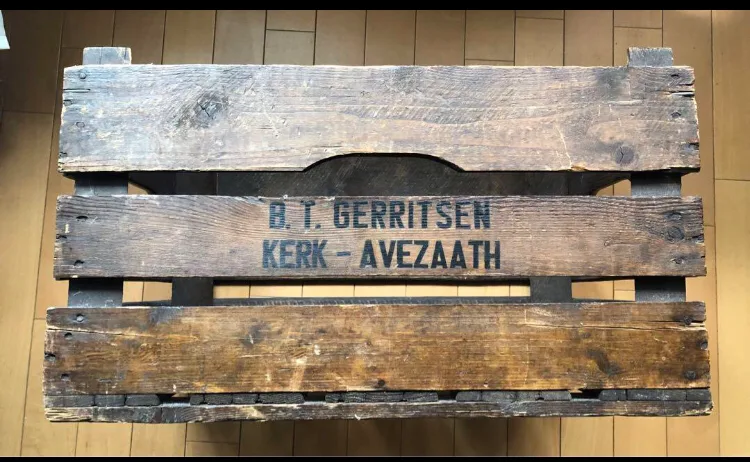 B. T. GERRITSEN
KERK - AVEZAATH